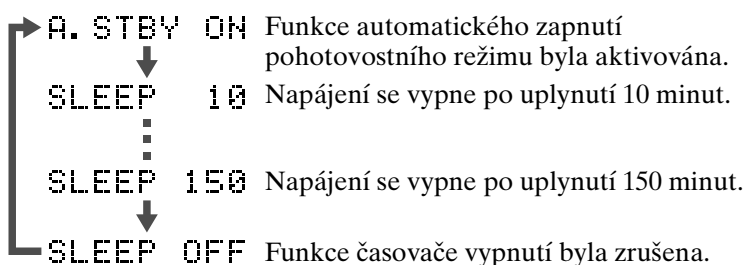 A. STBY ON Funkce automatického zapnutí
pohotovostního režimu byla aktivována.
SLEEP 10 Napájení se vypne po uplynutí 10 minut.
SLEEP 150 Napájení se vypne po uplynutí 150 minut.
SLEEP OFF Funkce časovače vypnutí byla zrušena.